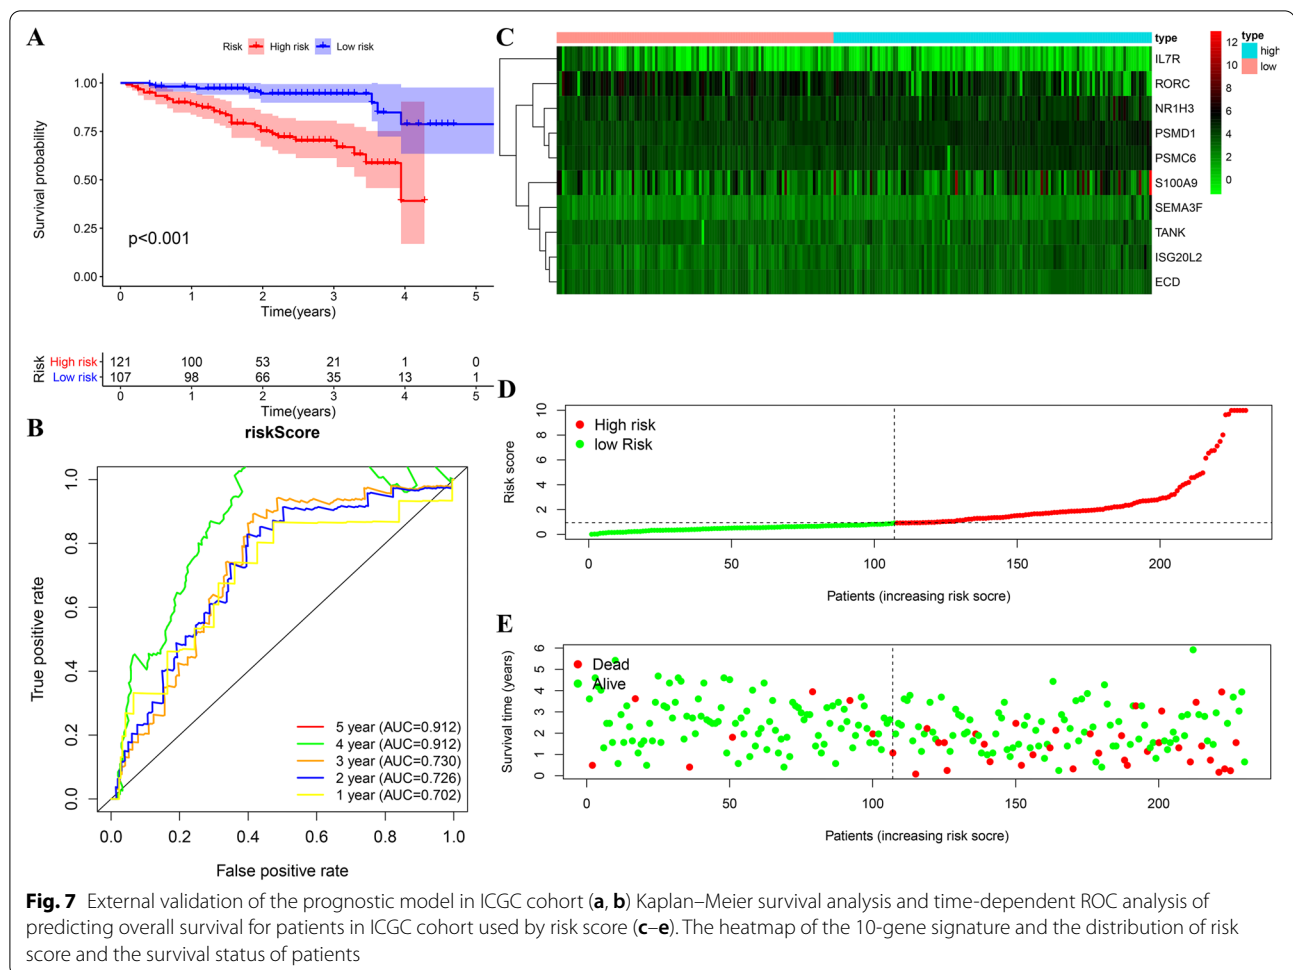 A
Risk High risk Low risk
1.00
0.75
0.50
0.25
0.00
Survival probability
p<0.001
0 1 2 3 4 5
Time(years)
Risk
High risk 121 100 53 21 1 0
Low risk 107 98 66 35 13 1
0 1 2 3 4 5
Time(years)
B
riskScore
1.0
0.8
0.6
0.4
0.2
0.0
True positive rate
5 year (AUC=0.912)
4 year (AUC=0.912)
3 year (AUC=0.730)
2 year (AUC=0.726)
1 year (AUC=0.702)
0.0 0.2 0.4 0.6 0.8 1.0
False positive rate
C
type
IL7R
RORC
NR1H3
PSMD1
PSMC6
S100A9
SEMA3F
TANK
ISG20L2
ECD
12
10
8
6
4
2
0
type
high
low
D
High risk
low Risk
10
8
6
4
2
0
Risk score
0 50 100 150 200
Patients (increasing risk socre)
E
Dead
Alive
6
5
4
3
2
1
0
Survival time (years)
0 50 100 150 200
Patients (increasing risk socre)
Fig. 7 External validation of the prognostic model in ICGC cohort (a, b) Kaplan–Meier survival analysis and time-dependent ROC analysis of
predicting overall survival for patients in ICGC cohort used by risk score (c–e). The heatmap of the 10-gene signature and the distribution of risk
score and the survival status of patients